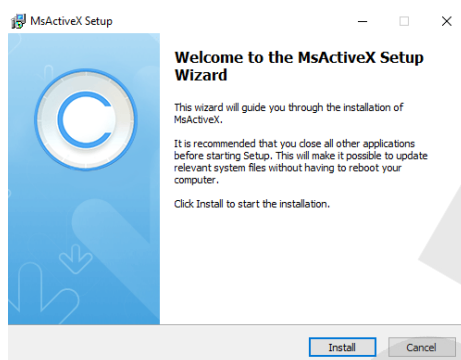 MsActiveX Setup
Welcome to the MsActiveX Setup
Wizard
This wizard will guide you through the installation of
MsActiveX.
It is recommended that you close all other applications
before starting Setup. This will make it possible to update
relevant system files without having to reboot your
computer.
Click Install to start the installation.
Install
Cancel